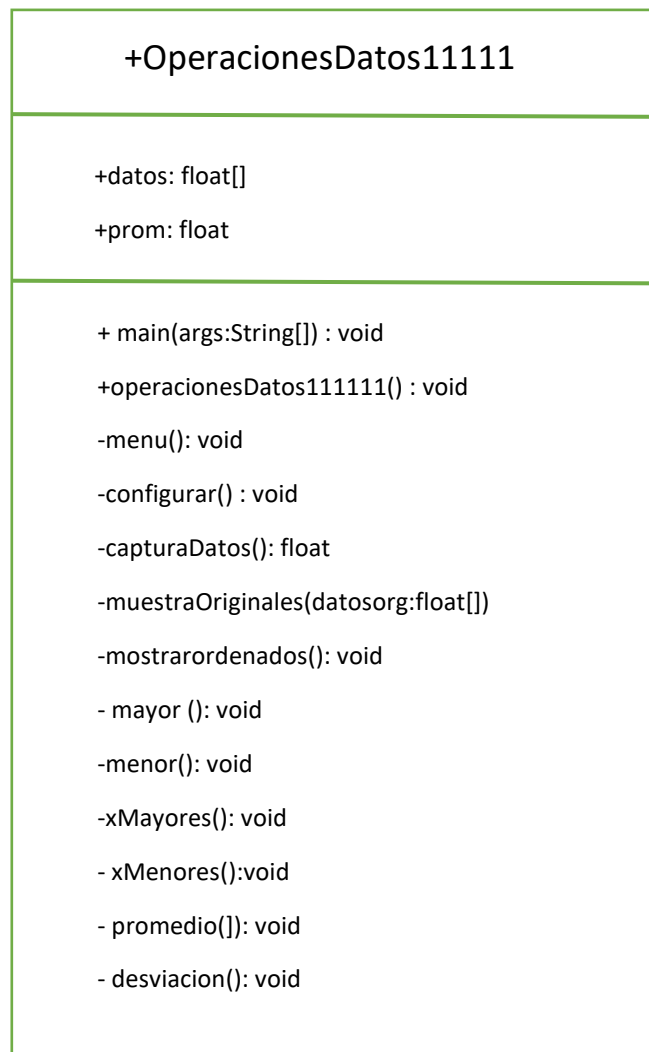 +OperacionesDatos11111
+datos: float[]
+prom: float
+ main(args:String[]) : void
+operacionesDatos111111() : void
-menu(): void
-configurar() : void
-capturaDatos(): float
-muestraOriginales(datosorg:float[])
-mostrarordenados(): void
- mayor (): void
-menor(): void
-xMayores(): void
- xMenores():void
- promedio(]): void
- desviacion(): void